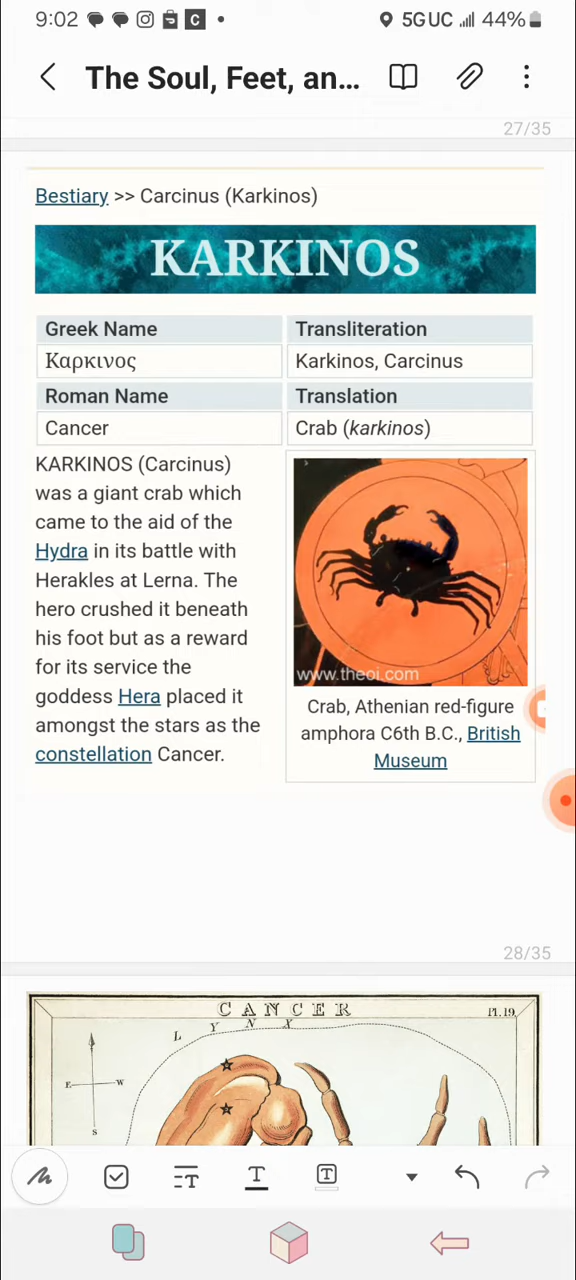 9:02
5GUC
44%
The Soul, Feet, an...
27/35
Bestiary >> Carcinus (Karkinos)
KARKINOS
Greek Name
Transliteration
Καρκινος
Karkinos, Carcinus
Roman Name
Translation
Cancer
Crab (karkinos)
KARKINOS (Carcinus)
was a giant crab which
came to the aid of the
Hydra in its battle with
Herakles at Lerna. The
hero crushed it beneath
his foot but as a reward
for its service the
goddess Hera placed it
amongst the stars as the
constellation Cancer.
www.theoi.com
Crab, Athenian red-figure
amphora C6th B.C., British
Museum
28/35
CANCER
Pl. 19.
L Y N X
E W
S